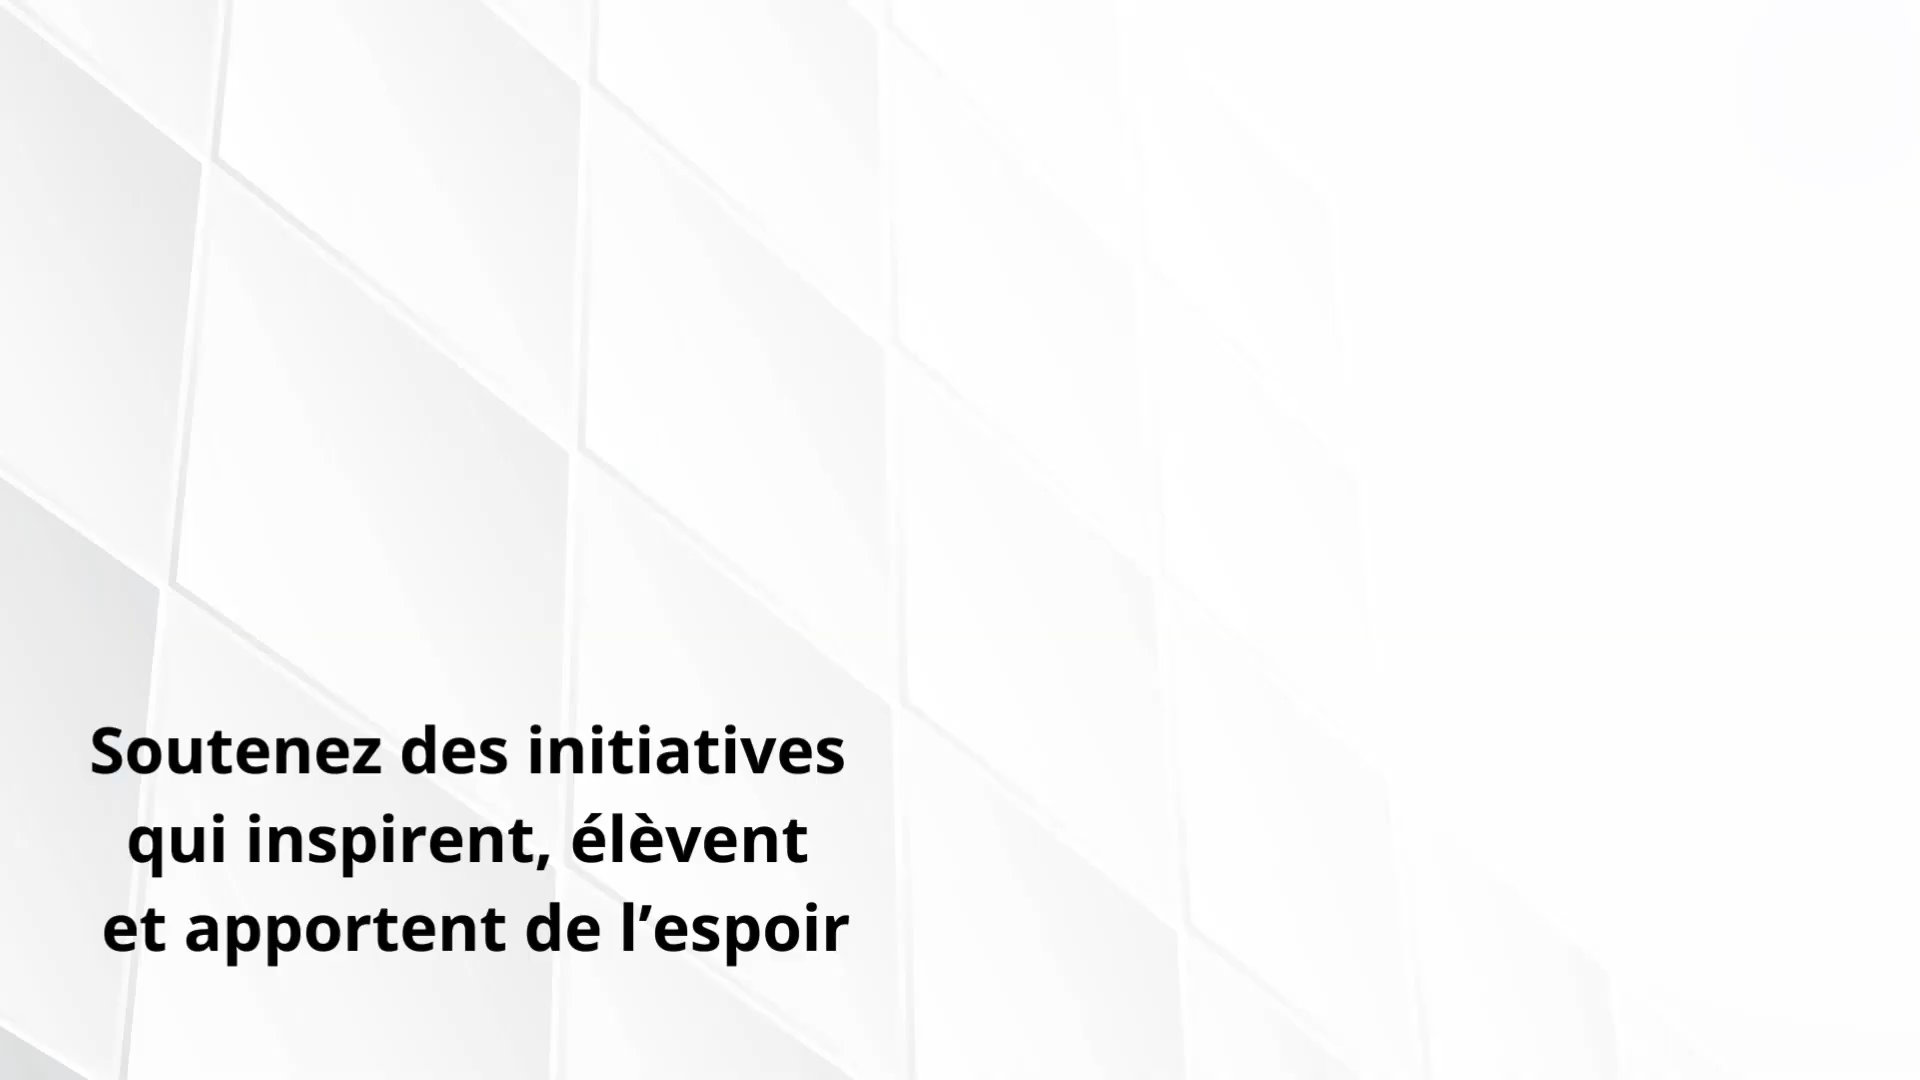 Soutenez des initiatives
qui inspirent, élèvent
et apportent de l’espoir